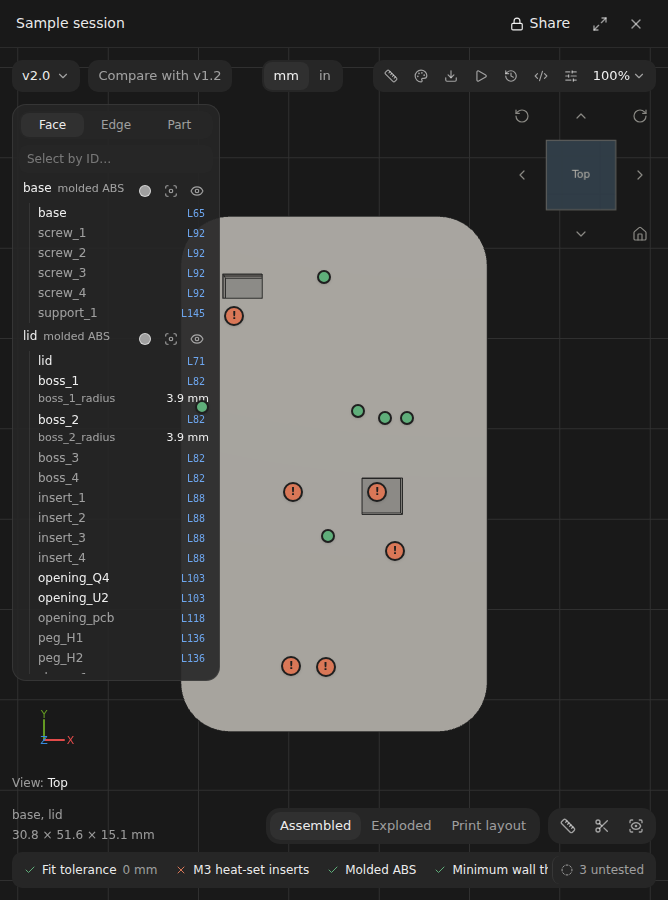 Sample session
Share
v2.0
Compare with v1.2
mm
in
100%
Face
Edge
Part
Select by ID...
Top
base molded ABS
base L65
screw_1 L92
screw_2 L92
screw_3 L92
screw_4 L92
support_1 L145
lid molded ABS
lid L71
boss_1 L82
boss_1_radius 3.9 mm
boss_2 L82
boss_2_radius 3.9 mm
boss_3 L82
boss_4 L82
insert_1 L88
insert_2 L88
insert_3 L88
insert_4 L88
opening_Q4 L103
opening_U2 L103
opening_pcb L118
peg_H1 L136
peg_H2 L136
!
!
!
!
!
!
Y
Z
X
View: Top
base, lid
30.8 × 51.6 × 15.1 mm
Assembled
Exploded
Print layout
Fit tolerance 0 mm
M3 heat-set inserts
Molded ABS
Minimum wall
3 untested